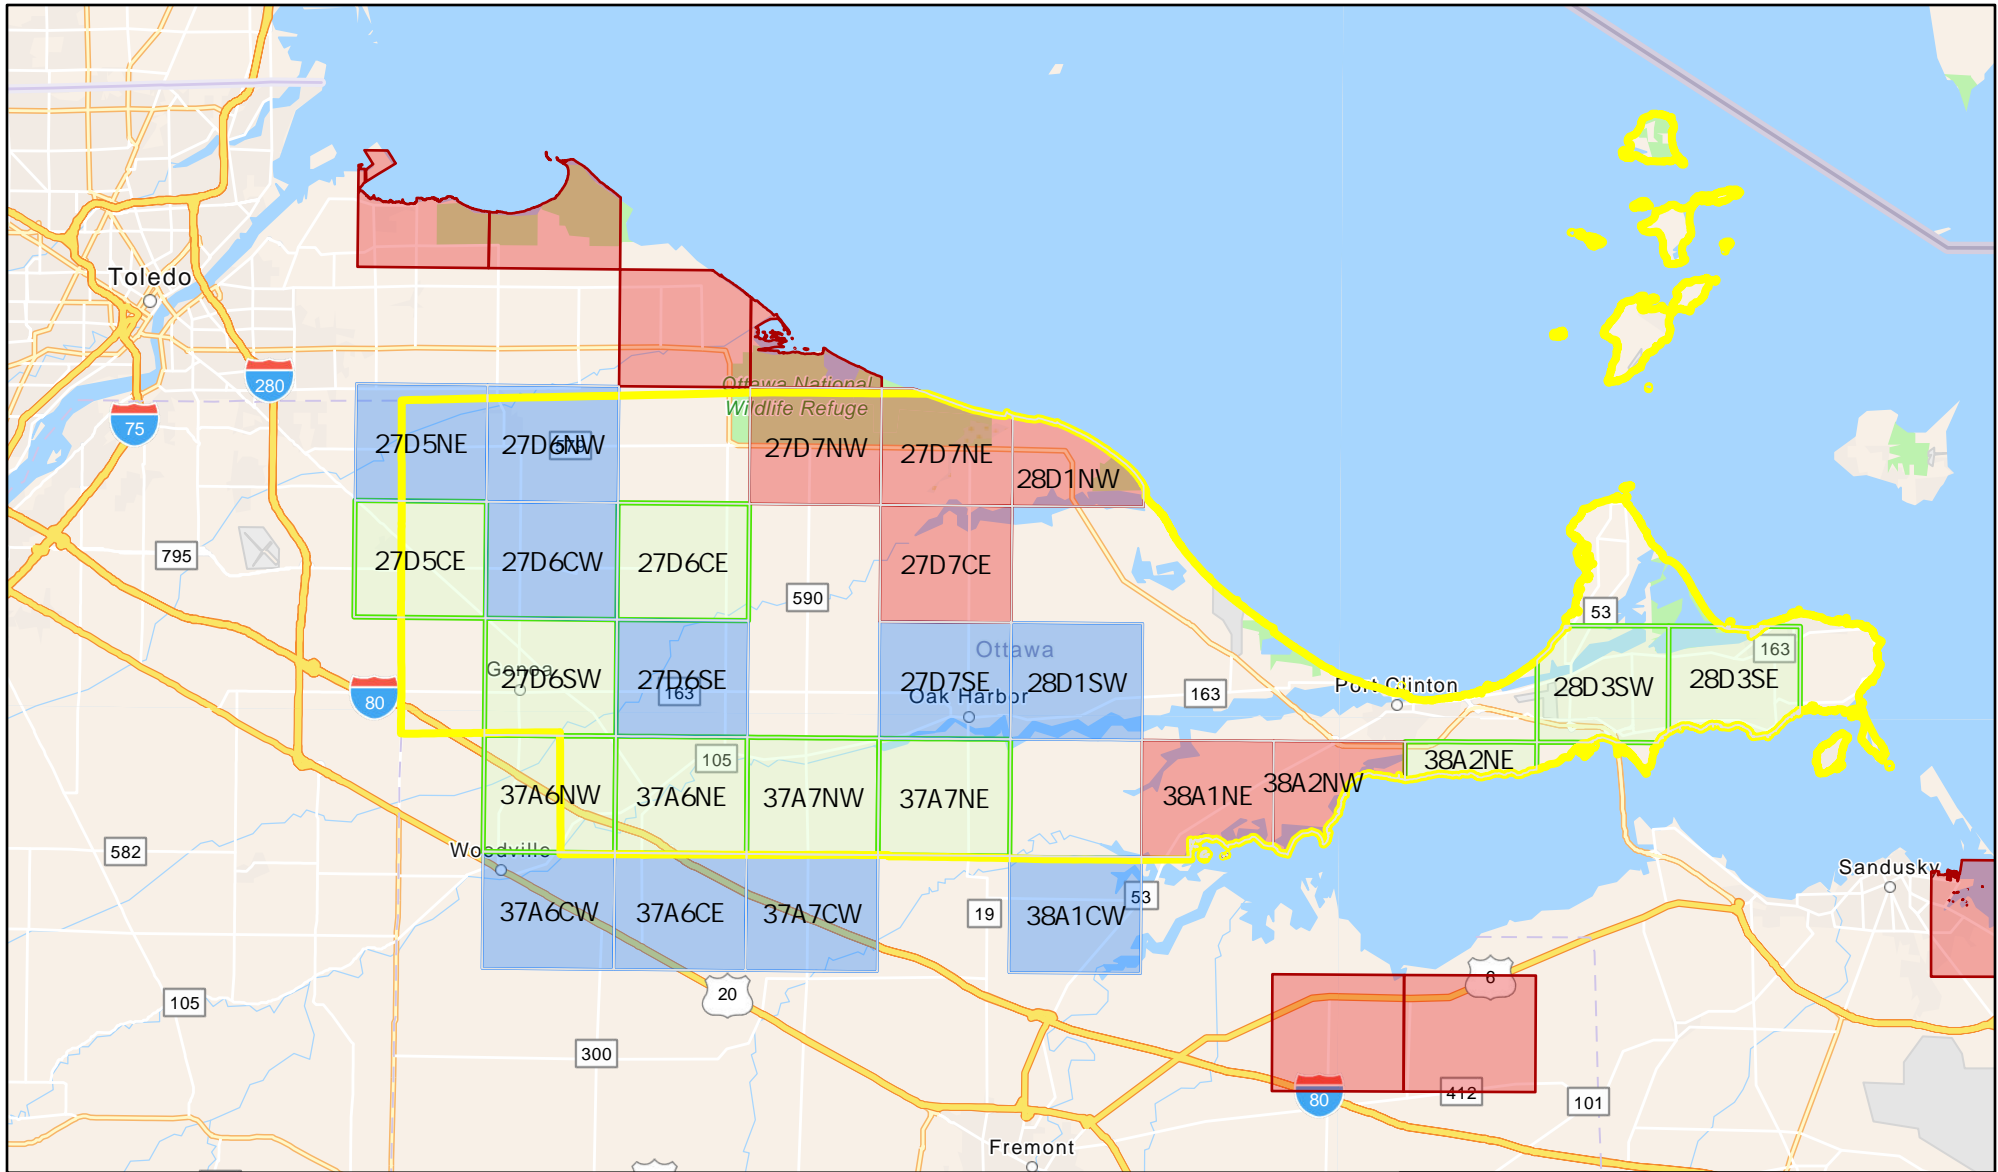 Toledo
280
75
Ottawa National
Wildlife Refuge
27D5NE
27D6NW
579
27D7NW
27D7NE
28D1NW
795
27D5CE
27D6CW
27D6CE
590
27D7CE
53
Genoa
27D6SW
27D6SE
163
Ottawa
27D7SE
28D1SW
Oak Harbor
163
Port Clinton
28D3SW
28D3SE
163
80
105
37A6NW
37A6NE
37A7NW
37A7NE
38A1NE
38A2NW
38A2NE
582
Woodville
Sandusky
37A6CW
37A6CE
37A7CW
19
38A1CW
53
105
20
6
300
80
412
101
Fremont